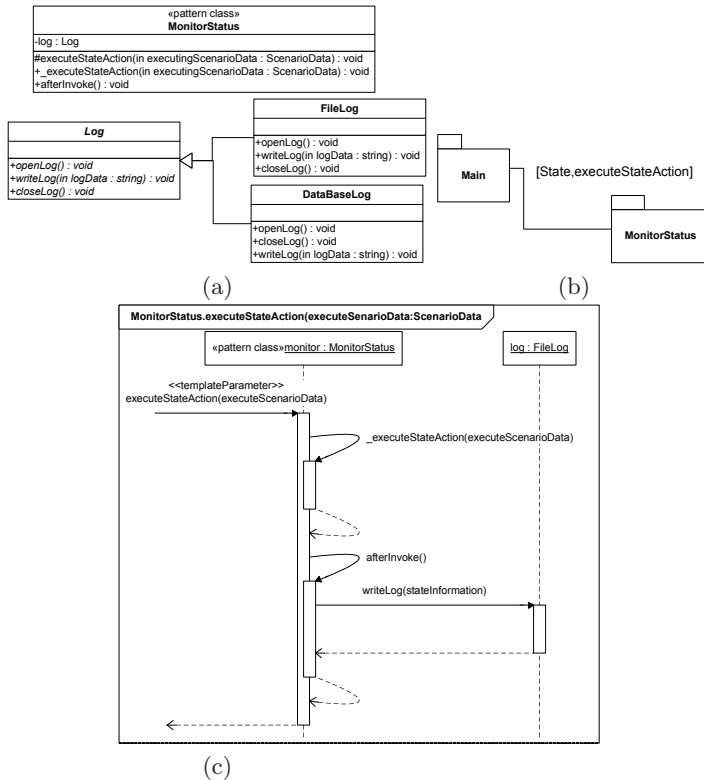 «pattern class»
MonitorStatus
-log : Log
#executeStateAction(in executingScenarioData : ScenarioData) : void
+_executeStateAction(in executingScenarioData : ScenarioData) : void
+afterInvoke() : void
Log
+openLog() : void
+writeLog(in logData : string) : void
+closeLog() : void
FileLog
+openLog() : void
+writeLog(in logData : string) : void
+closeLog() : void
DataBaseLog
+openLog() : void
+closeLog() : void
+writeLog(in logData : string) : void
(a)
Main
[State,executeStateAction]
MonitorStatus
(b)
MonitorStatus.executeStateAction(executeSenarioData:ScenarioData
«pattern class»monitor : MonitorStatus
log : FileLog
<<templateParameter>>
executeStateAction(executeScenarioData)
_executeStateAction(executeScenarioData)
afterInvoke()
writeLog(stateInformation)
(c)